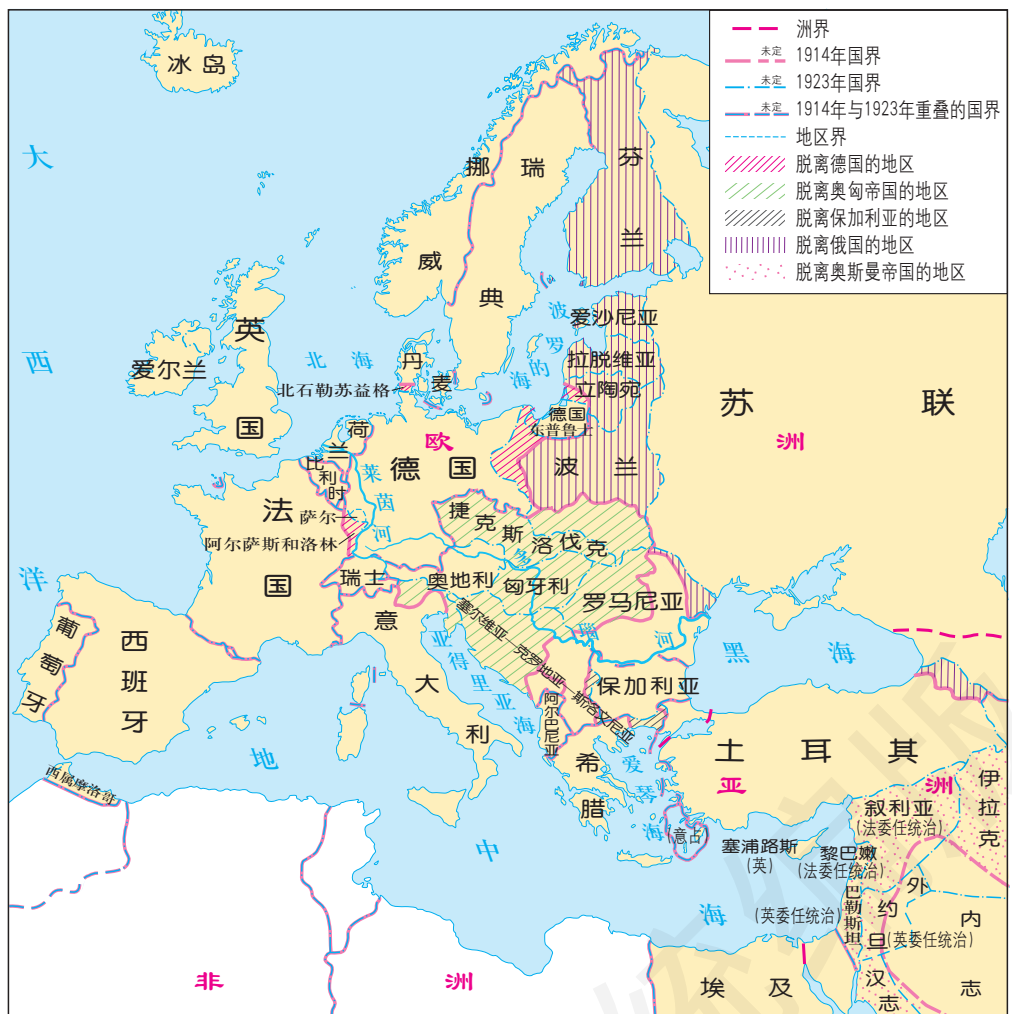 洲界
未定
1914年国界
未定
1923年国界
未定
1914年与1923年重叠的国界
地区界
脱离德国的地区
脱离奥匈帝国的地区
脱离保加利亚的地区
脱离俄国的地区
脱离奥斯曼帝国的地区
冰岛
大
西
洋
挪
威
瑞
典
芬
兰
英
国
爱尔兰
北海
丹
麦
北石勒苏益格
波
罗
的
海
爱沙尼亚
拉脱维亚
立陶宛
德国
东普鲁士
苏联
欧
洲
荷
兰
比
利
时
德国
波兰
莱
茵
河
法
国
萨尔
阿尔萨斯和洛林
捷
克
斯
洛
伐
克
多
瑙
河
瑞士
奥地利
匈牙利
罗马尼亚
意
大
利
塞尔维亚—克罗地亚—斯洛文尼亚
亚
得
里
亚
海
保加利亚
黑海
葡
萄
牙
西
班
牙
阿
尔
巴
尼
亚
希
腊
爱
琴
海
(意占)
土耳其
亚
洲
地
中
海
西属摩洛哥
塞浦路斯
(英)
叙利亚
(法委任统治)
伊
拉
克
黎巴嫩
(法委任统治)
巴
勒
斯
坦
(英委任统治)
外
约
旦
(英委任统治)
内
志
汉
志
埃及
非
洲